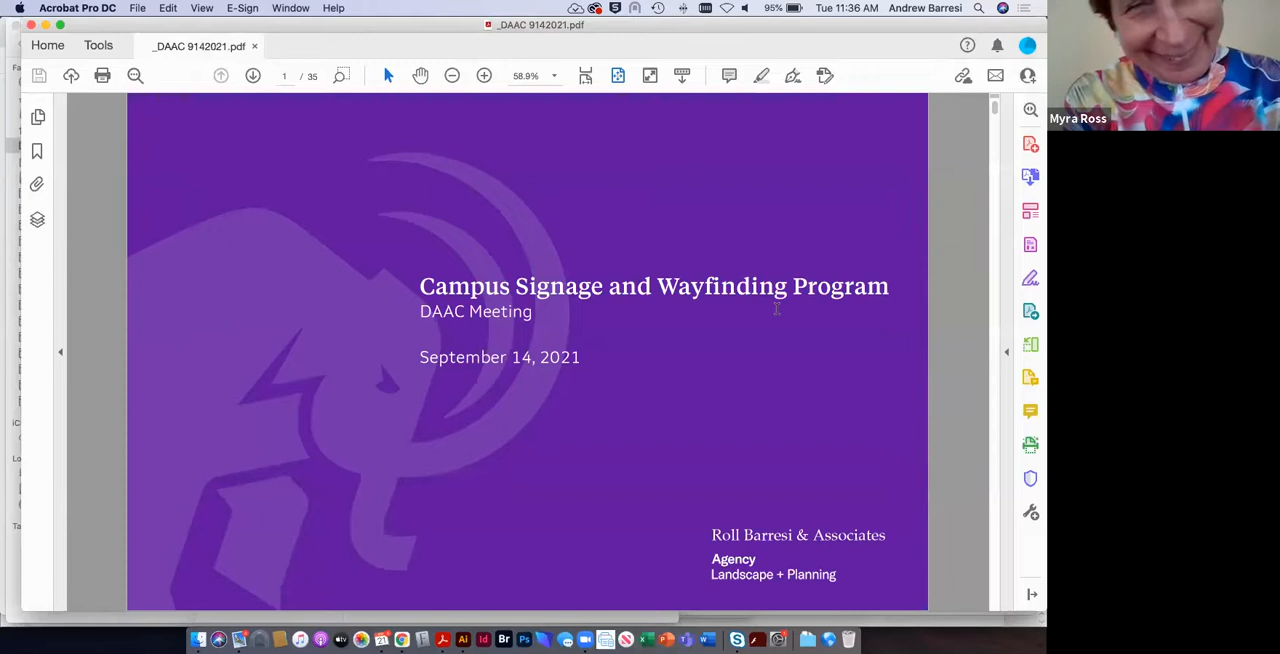 Acrobat Pro DC File Edit View E-Sign Window Help 95% Tue 11:36 AM Andrew Barresi
_DAAC 9142021.pdf
Home Tools _DAAC 9142021.pdf ×
1 / 35 58.9%
Myra Ross
Campus Signage and Wayfinding Program
DAAC Meeting
September 14, 2021
Roll Barresi & Associates
Agency
Landscape + Planning